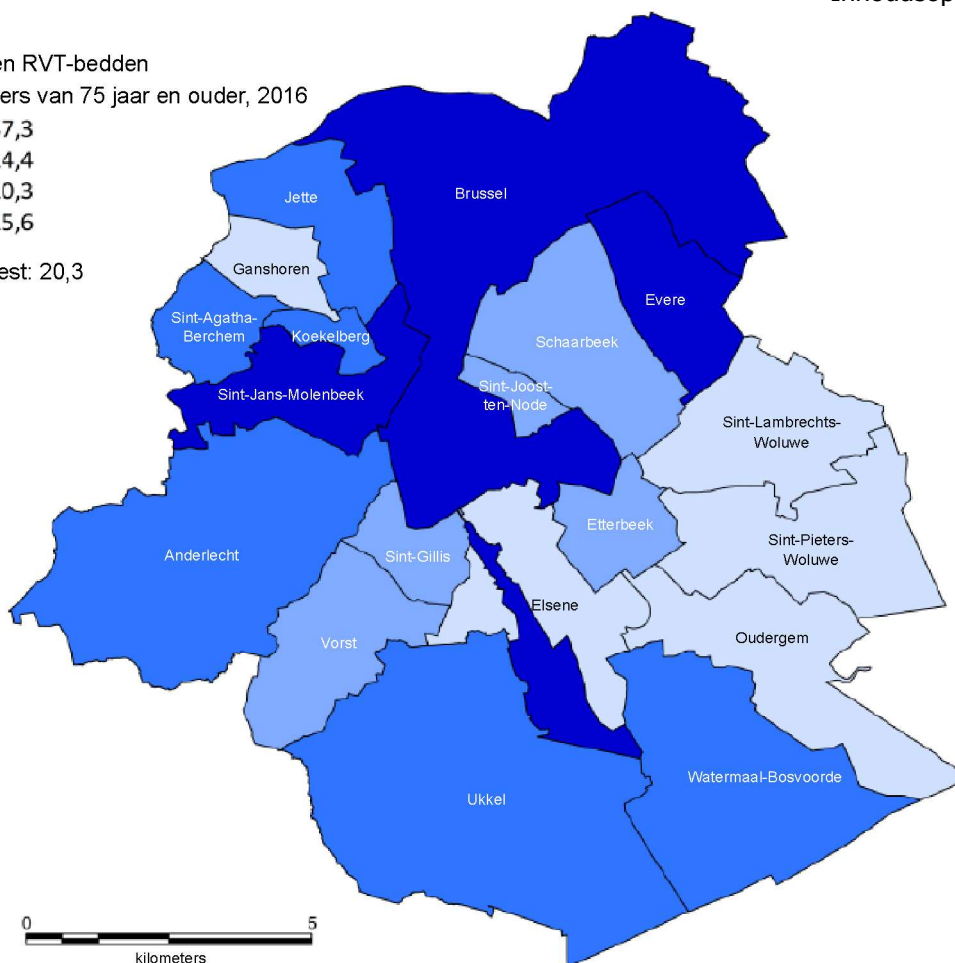 Inhoudsop
en RVT-bedden
ers van 75 jaar en ouder, 2016
7,3
4,4
0,3
5,6
est: 20,3
Jette
Brussel
Ganshoren
Evere
Sint-Agatha-
Berchem
Koekelberg
Schaarbeek
Sint-Joost-
ten-Node
Sint-Jans-Molenbeek
Sint-Lambrechts-
Woluwe
Etterbeek
Sint-Pieters-
Woluwe
Anderlecht
Sint-Gillis
Elsene
Vorst
Oudergem
Watermaal-Bosvoorde
Ukkel
0 5
kilometers